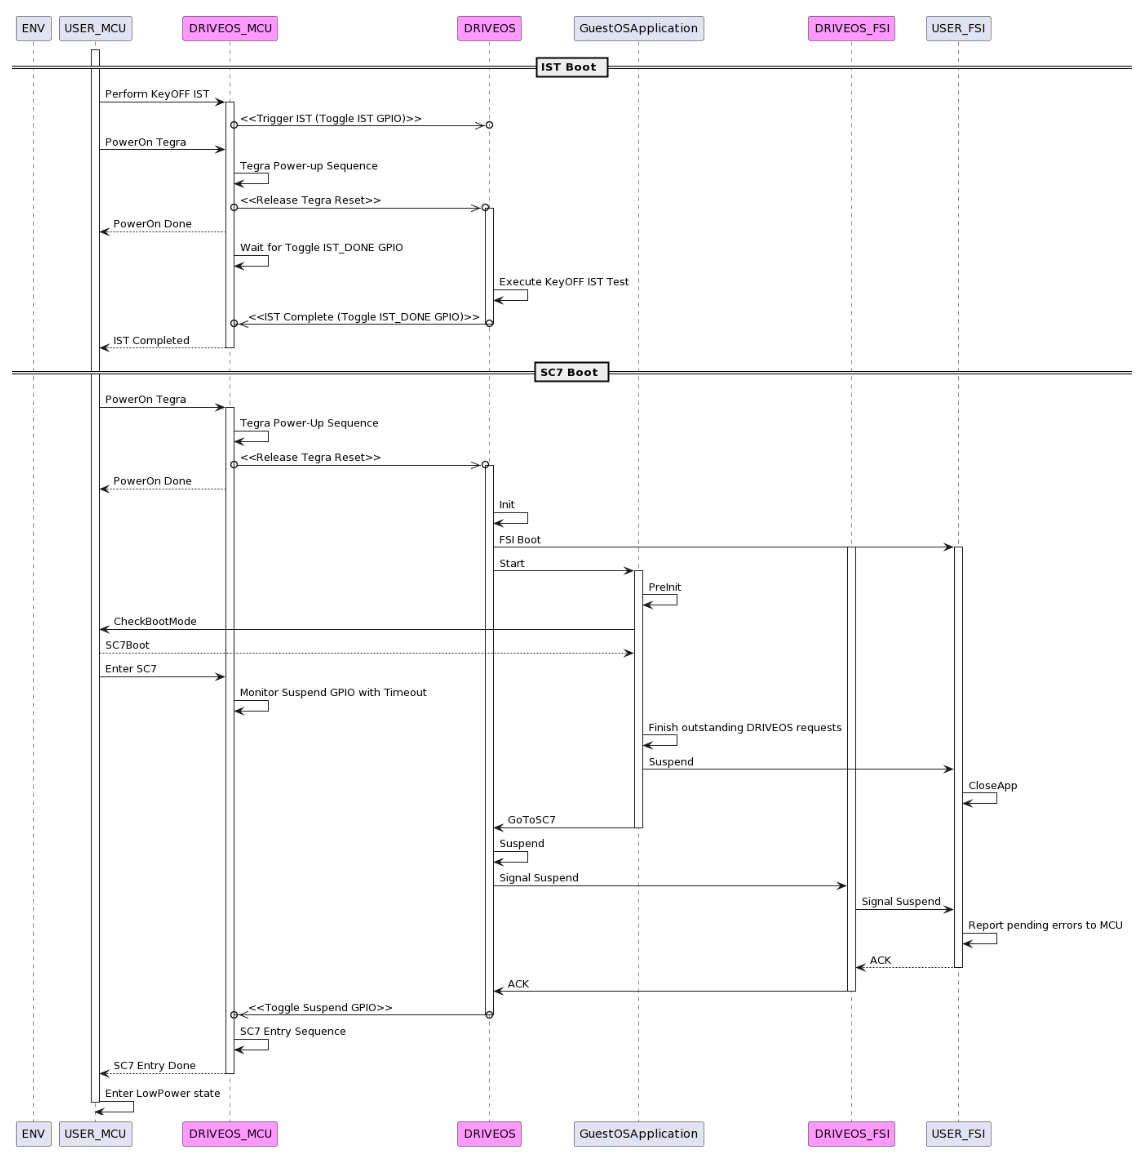 ENV
USER_MCU
DRIVEOS_MCU
DRIVEOS
GuestOSApplication
DRIVEOS_FSI
USER_FSI
IST Boot
Perform KeyOFF IST
<<Trigger IST (Toggle IST GPIO)>>
PowerOn Tegra
Tegra Power-up Sequence
<<Release Tegra Reset>>
PowerOn Done
Wait for Toggle IST_DONE GPIO
Execute KeyOFF IST Test
<<IST Complete (Toggle IST_DONE GPIO)>>
IST Completed
SC7 Boot
PowerOn Tegra
Tegra Power-Up Sequence
<<Release Tegra Reset>>
PowerOn Done
Init
FSI Boot
Start
PreInit
CheckBootMode
SC7Boot
Enter SC7
Monitor Suspend GPIO with Timeout
Finish outstanding DRIVEOS requests
Suspend
CloseApp
GoToSC7
Suspend
Signal Suspend
Signal Suspend
Report pending errors to MCU
ACK
ACK
<<Toggle Suspend GPIO>>
SC7 Entry Sequence
SC7 Entry Done
Enter LowPower state
ENV
USER_MCU
DRIVEOS_MCU
DRIVEOS
GuestOSApplication
DRIVEOS_FSI
USER_FSI